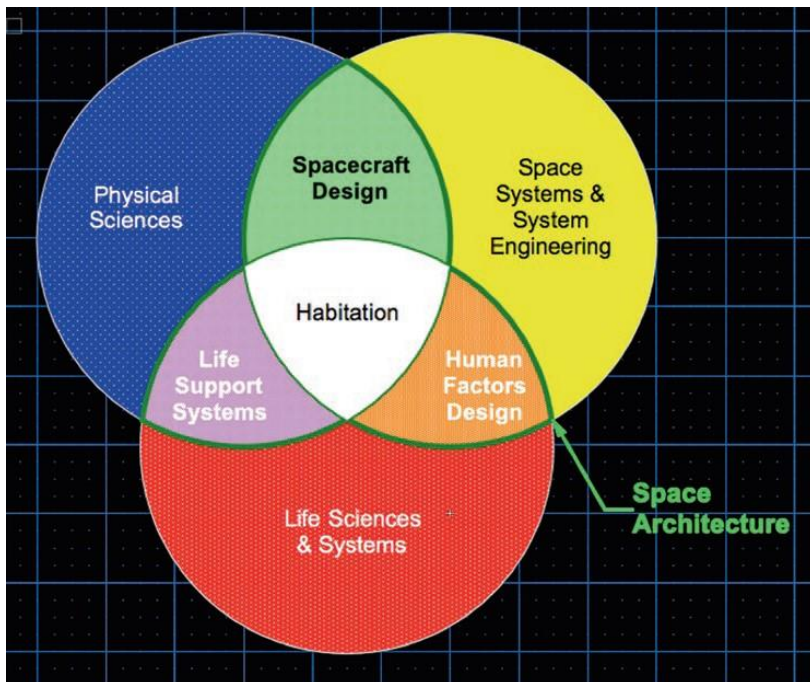 Spacecraft
Design
Physical
Sciences
Space
Systems &
System
Engineering
Habitation
Life
Support
Systems
Human
Factors
Design
Life Sciences
& Systems
Space
Architecture